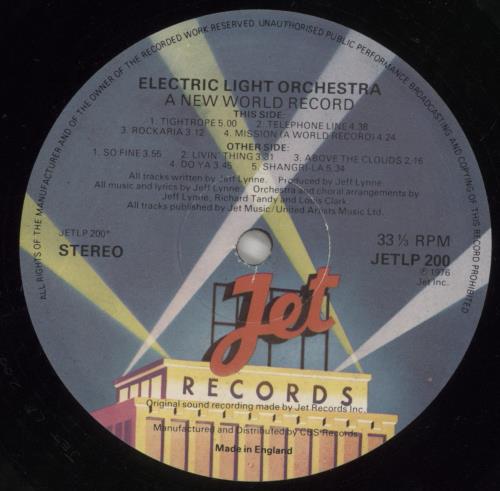 ALL RIGHTS OF THE MANUFACTURER AND OF THE OWNER OF THE RECORDED WORK RESERVED. UNAUTHORISED PUBLIC PERFORMANCE BROADCASTING AND COPYING OF THIS RECORD PROHIBITED
ELECTRIC LIGHT ORCHESTRA
A NEW WORLD RECORD
THIS SIDE:
1. TIGHTROPE 5.00 2. TELEPHONE LINE 4.38
3. ROCKARIA 3.12 4. MISSION (A WORLD RECORD) 4.24
OTHER SIDE:
1. SO FINE 3.55 2. LIVIN' THING 3.31 3. ABOVE THE CLOUDS 2.16
4. DO YA 3.45 5. SHANGRI-LA 5.34
All tracks written by Jeff Lynne. Produced by Jeff Lynne.
All music and lyrics by Jeff Lynne. Orchestra and choral arrangements by
Jeff Lynne, Richard Tandy and Louis Clark.
All tracks published by Jet Music/United Artists Music Ltd.
JETLP 200*
STEREO
33⅓ RPM
JETLP 200
℗ 1976
Jet Inc.
Jet
RECORDS
Original sound recording made by Jet Records Inc.
Manufactured and Distributed by CBS Records
Made in England